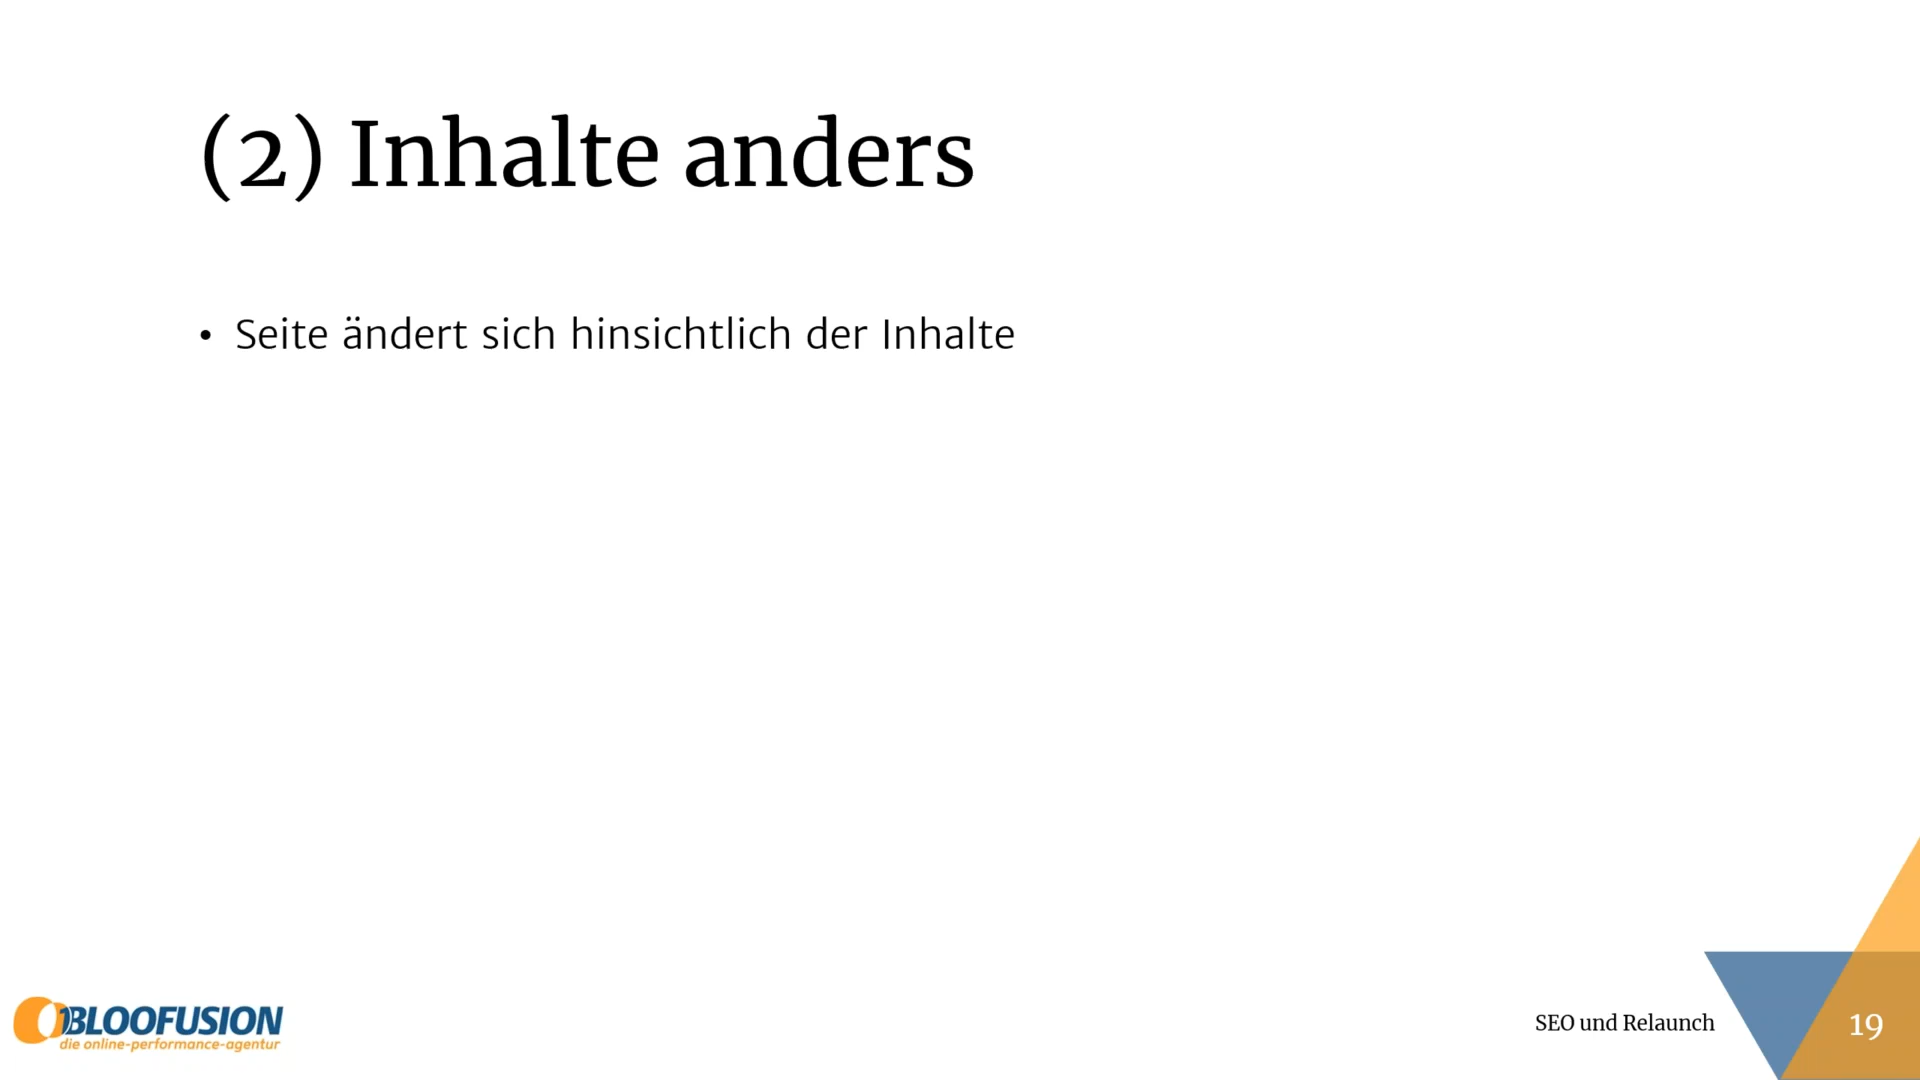 (2) Inhalte anders
• Seite ändert sich hinsichtlich der Inhalte
BLOOFUSION
die online-performance-agentur
SEO und Relaunch
19